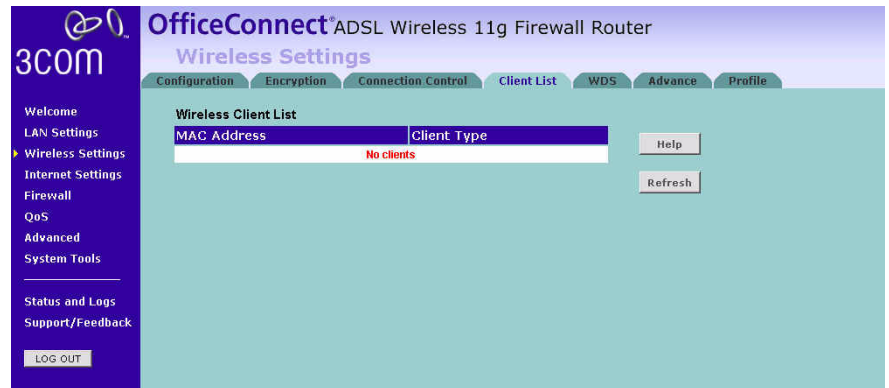 3COM
OfficeConnect® ADSL Wireless 11g Firewall Router
Wireless Settings
Configuration Encryption Connection Control Client List WDS Advance Profile
Welcome
LAN Settings
Wireless Settings
Internet Settings
Firewall
QoS
Advanced
System Tools
Status and Logs
Support/Feedback
LOG OUT
Wireless Client List
MAC Address Client Type
No clients
Help
Refresh